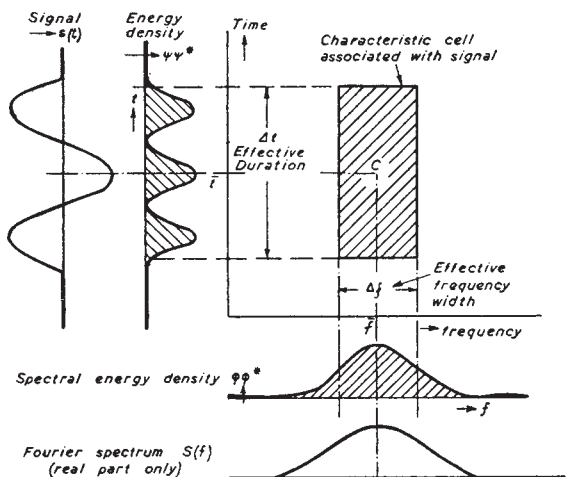 Signal
s(t)
Energy
density
ψψ*
Time
Characteristic cell
associated with signal
t
Δt
Effective
Duration
t̄
C
Effective
frequency
width
Δf
f̄
frequency
Spectral energy density φφ*
f
Fourier spectrum S(f)
(real part only)